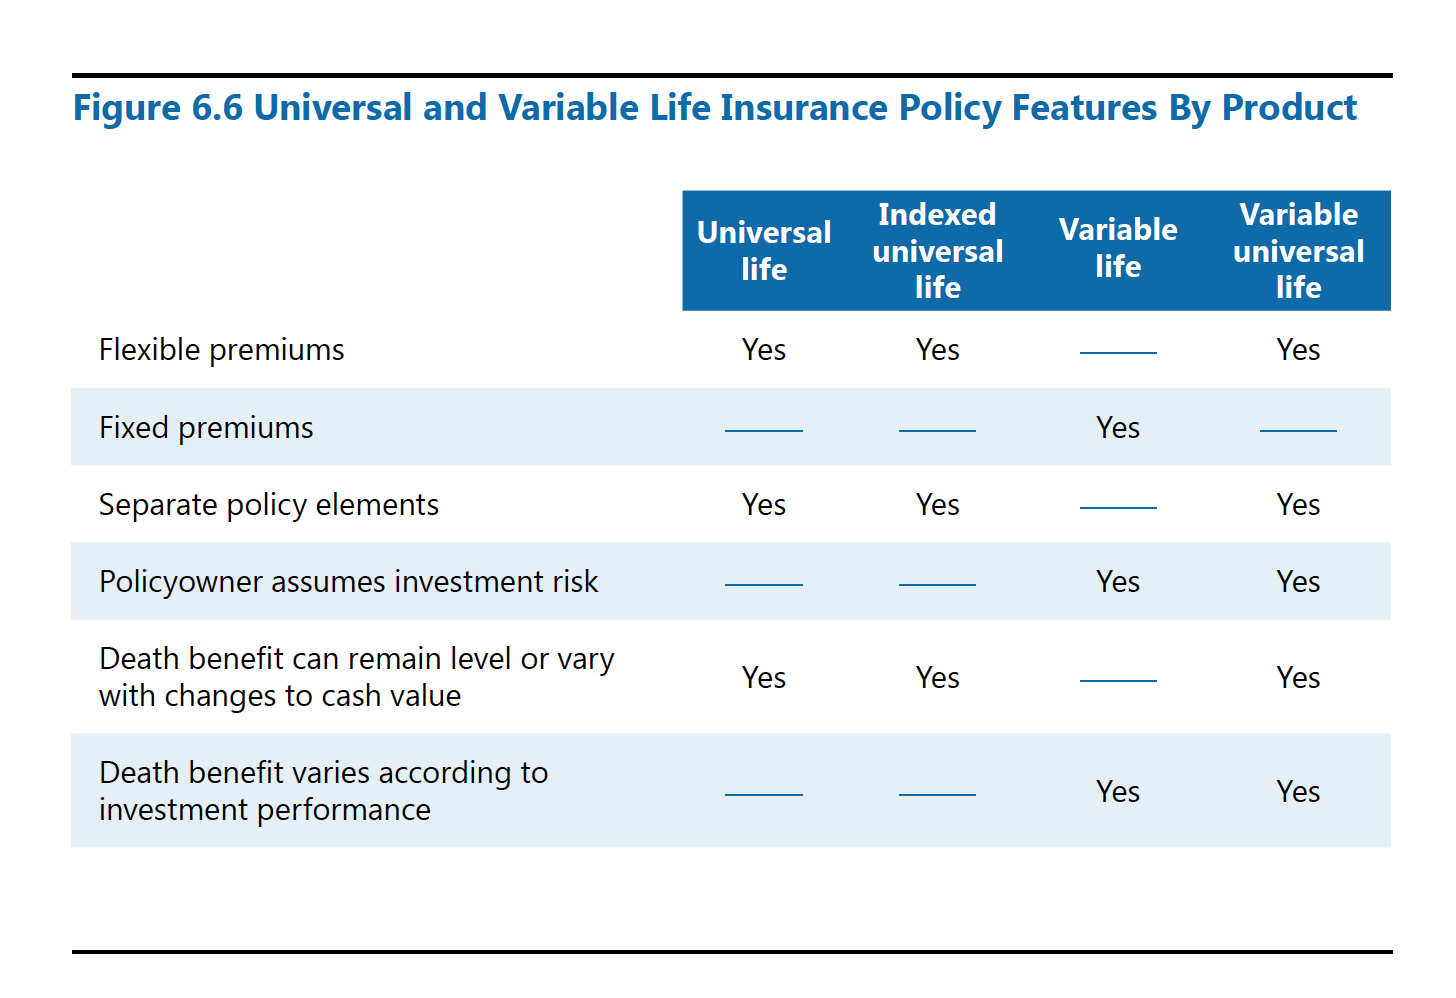 Figure 6.6 Universal and Variable Life Insurance Policy Features By Product
Universal life Indexed universal life Variable life Variable universal life
Flexible premiums Yes Yes —— Yes
Fixed premiums —— —— Yes ——
Separate policy elements Yes Yes —— Yes
Policyowner assumes investment risk —— —— Yes Yes
Death benefit can remain level or vary
with changes to cash value Yes Yes —— Yes
Death benefit varies according to
investment performance —— —— Yes Yes